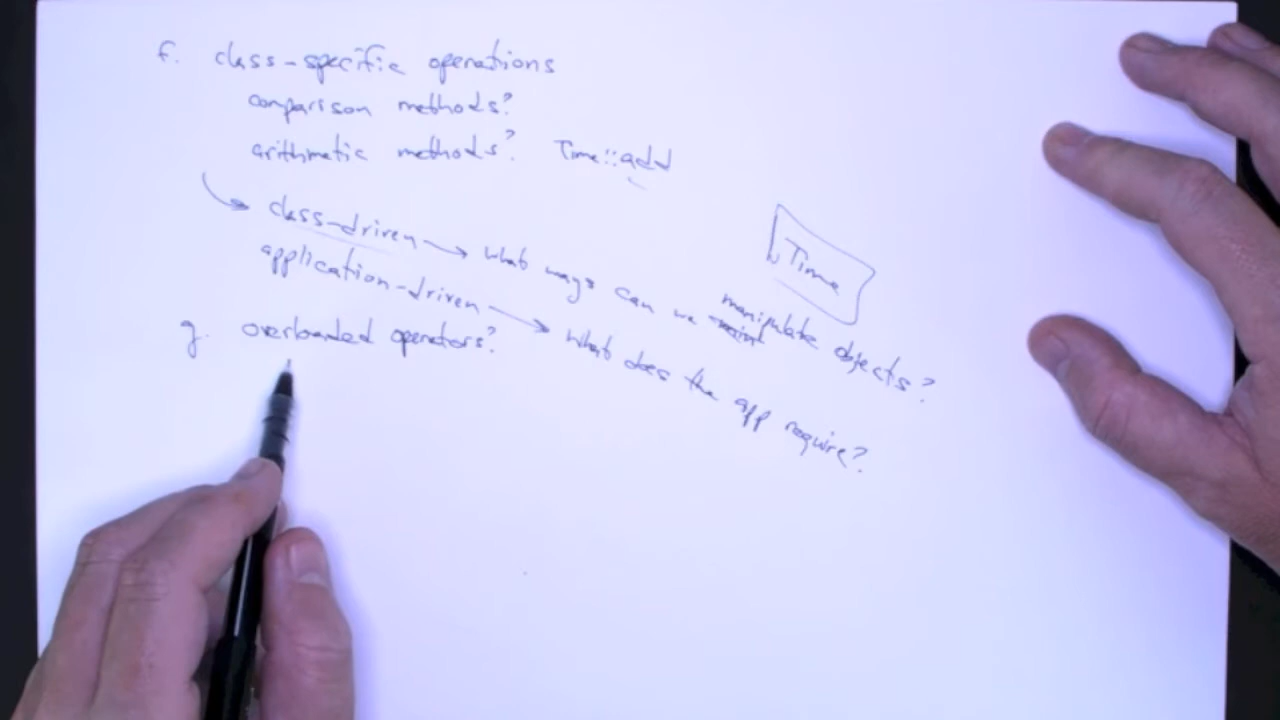 f. class-specific operations
comparison methods?
arithmetic methods? Time::add
class-driven → what ways can we manipulate objects?
Time
application-driven → what does the app require?
g. overloaded operators?